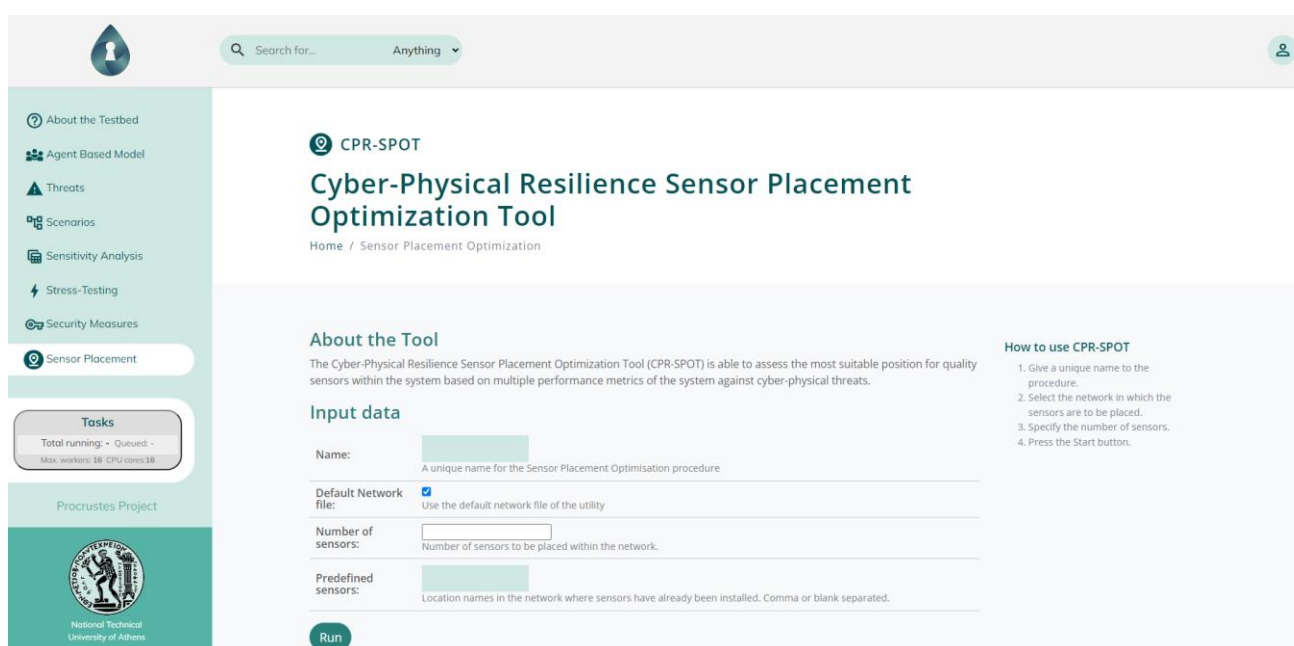 Search for...
Anything
About the Testbed
Agent Based Model
Threats
Scenarios
Sensitivity Analysis
Stress-Testing
Security Measures
Sensor Placement
Tasks
Total running: - Queued: -
Max. workers: 16 CPU cores:16
Procrustes Project
National Technical
University of Athens
CPR-SPOT
Cyber-Physical Resilience Sensor Placement
Optimization Tool
Home / Sensor Placement Optimization
About the Tool
The Cyber-Physical Resilience Sensor Placement Optimization Tool (CPR-SPOT) is able to assess the most suitable position for quality
sensors within the system based on multiple performance metrics of the system against cyber-physical threats.
Input data
Name:
A unique name for the Sensor Placement Optimisation procedure
Default Network
file:
Use the default network file of the utility
Number of
sensors:
Number of sensors to be placed within the network.
Predefined
sensors:
Location names in the network where sensors have already been installed. Comma or blank separated.
Run
How to use CPR-SPOT
1. Give a unique name to the
procedure.
2. Select the network in which the
sensors are to be placed.
3. Specify the number of sensors.
4. Press the Start button.